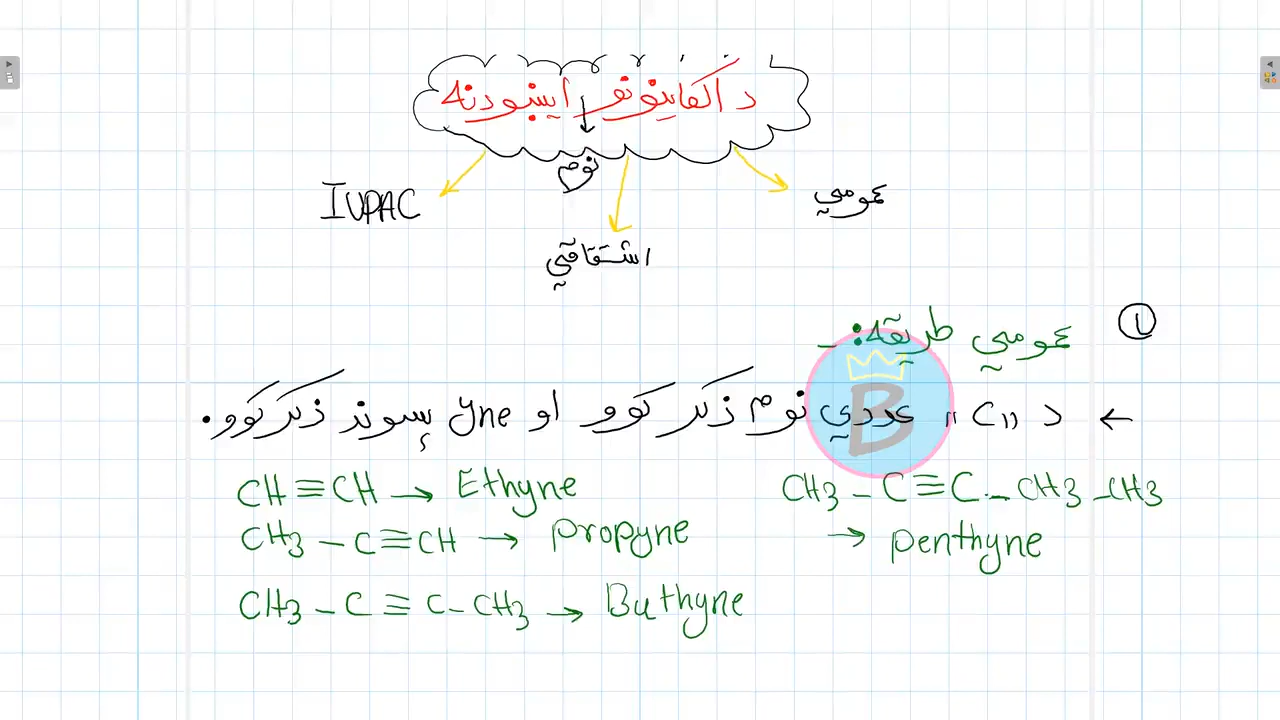 د الکاینونو ایښودنه
نوم
عمومي
اشتقاقي
IUPAC
① عمومي طریقه:ـ
← د "C" عددي نوم ذکر کوو او yne سوند ذکر کوو.
CH≡CH → Ethyne
CH3 – C≡CH → propyne
CH3 – C ≡ C – CH3 → Buthyne
CH3 – C≡C – CH3 – CH3
→ penthyne
B